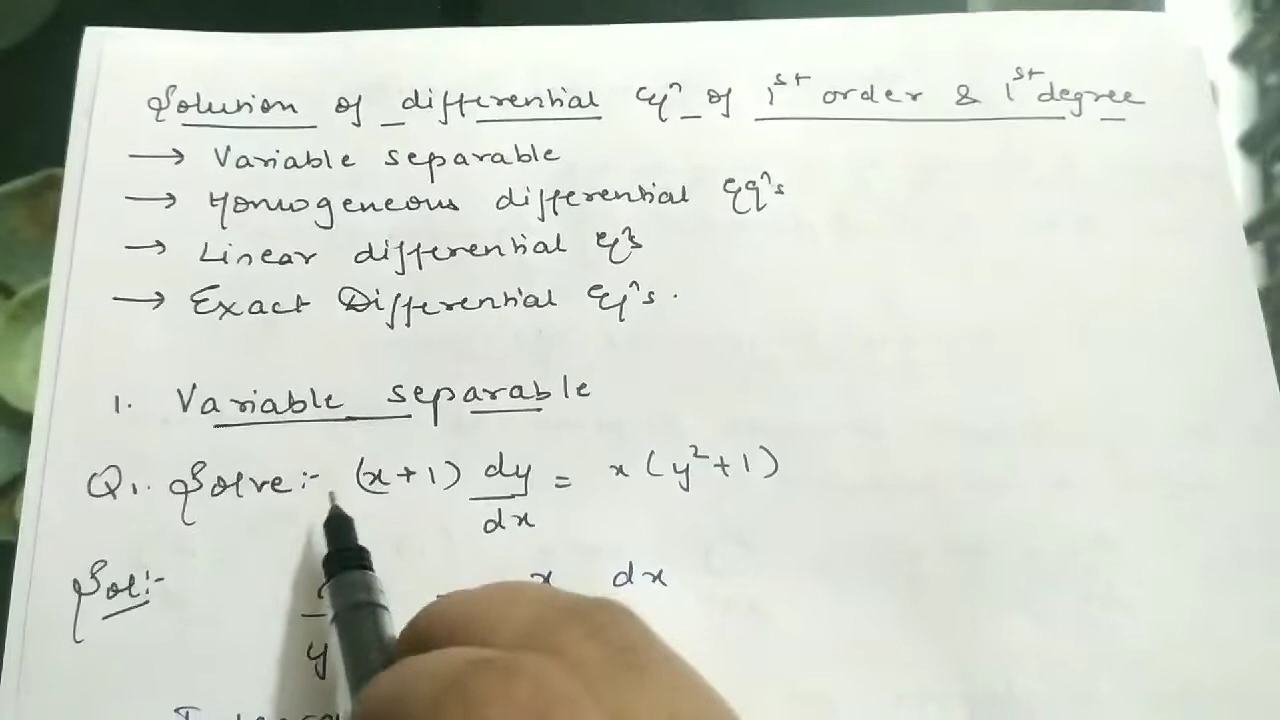 Solution of differential Eqⁿ of 1ˢᵗ order & 1ˢᵗ degree
→ Variable separable
→ Homogeneous differential Eqⁿs
→ Linear differential Eqⁿs
→ Exact Differential Eqⁿs.
1. Variable separable
Q1. Solve:- (x+1) dy/dx = x(y²+1)
Sol:- x dx
y